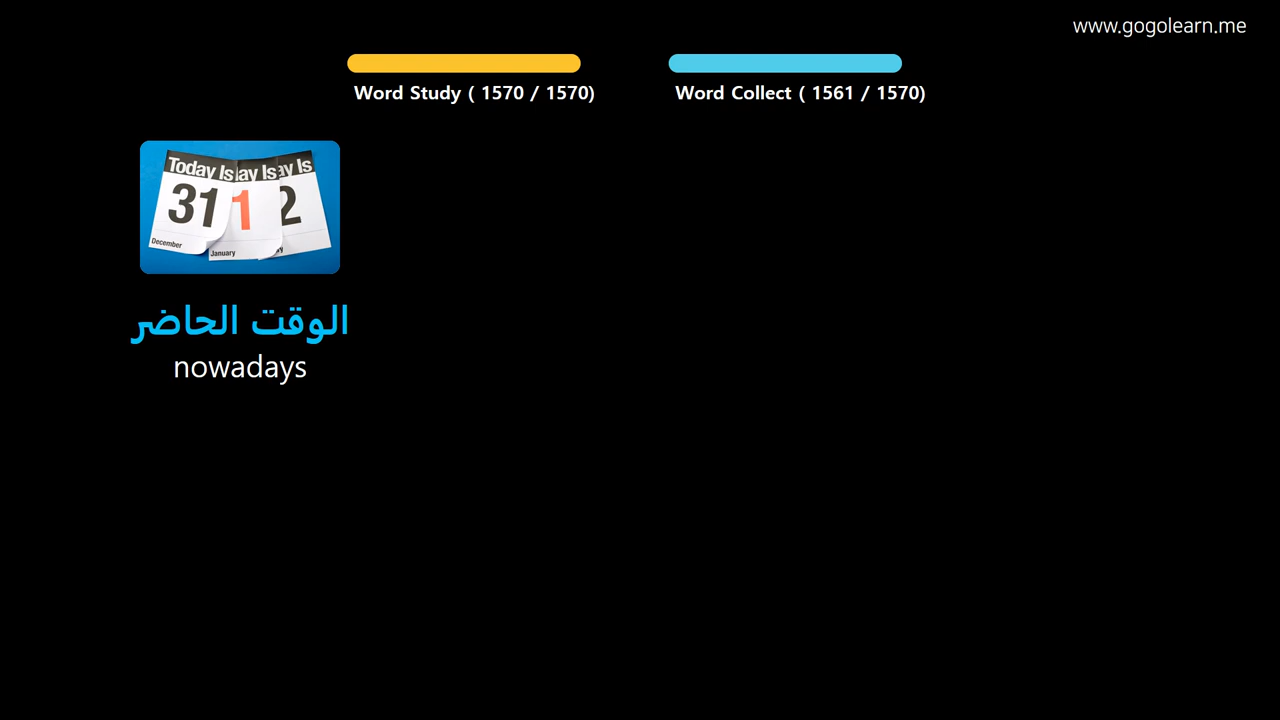 www.gogolearn.me
Word Study ( 1570 / 1570)
Word Collect ( 1561 / 1570)
Today Is ay Is ay Is
31 1 2
December
January
الوقت الحاضر
nowadays